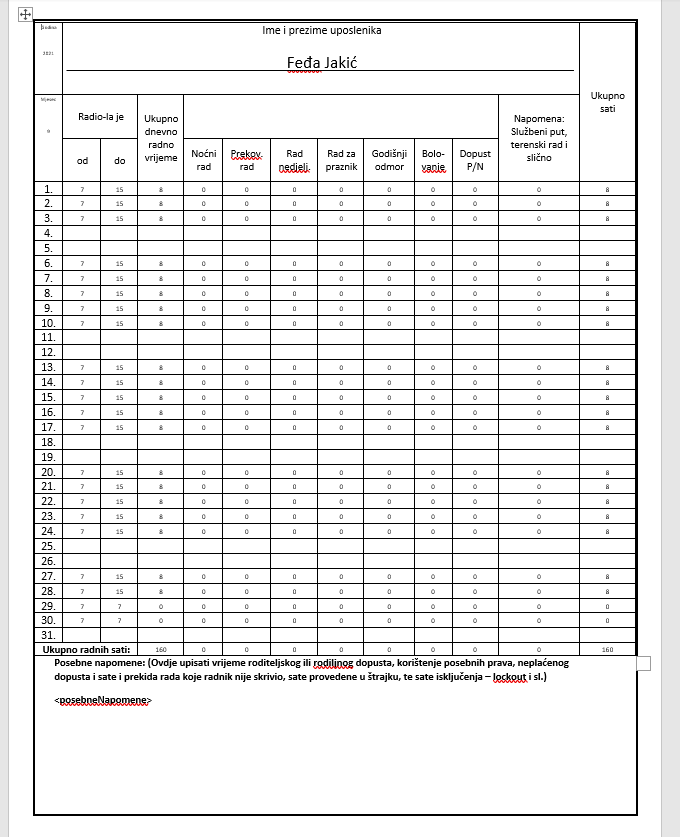 Godina
Ime i prezime uposlenika
2021
Feđa Jakić
Mjesec
Radio-la je
Ukupno dnevno radno vrijeme
Napomena: Službeni put, terenski rad i slično
Ukupno sati
od do Noćni rad Prekov. rad Rad nedjelj. Rad za praznik Godišnji odmor Bolo-vanje Dopust P/N
1. 7 15 8 0 0 0 0 0 0 0 0 8
2. 7 15 8 0 0 0 0 0 0 0 0 8
3. 7 15 8 0 0 0 0 0 0 0 0 8
4.
5.
6. 7 15 8 0 0 0 0 0 0 0 0 8
7. 7 15 8 0 0 0 0 0 0 0 0 8
8. 7 15 8 0 0 0 0 0 0 0 0 8
9. 7 15 8 0 0 0 0 0 0 0 0 8
10. 7 15 8 0 0 0 0 0 0 0 0 8
11.
12.
13. 7 15 8 0 0 0 0 0 0 0 0 8
14. 7 15 8 0 0 0 0 0 0 0 0 8
15. 7 15 8 0 0 0 0 0 0 0 0 8
16. 7 15 8 0 0 0 0 0 0 0 0 8
17. 7 15 8 0 0 0 0 0 0 0 0 8
18.
19.
20. 7 15 8 0 0 0 0 0 0 0 0 8
21. 7 15 8 0 0 0 0 0 0 0 0 8
22. 7 15 8 0 0 0 0 0 0 0 0 8
23. 7 15 8 0 0 0 0 0 0 0 0 8
24. 7 15 8 0 0 0 0 0 0 0 0 8
25.
26.
27. 7 15 8 0 0 0 0 0 0 0 0 8
28. 7 15 8 0 0 0 0 0 0 0 0 8
29. 7 7 0 0 0 0 0 0 0 0 0 0
30. 7 7 0 0 0 0 0 0 0 0 0 0
31.
Ukupno radnih sati: 160 0 0 0 0 0 0 0 0 160
Posebne napomene: (Ovdje upisati vrijeme roditeljskog ili rodiljnog dopusta, korištenje posebnih prava, neplaćenog
dopusta i sate i prekida rada koje radnik nije skrivio, sate provedene u štrajku, te sate isključenja – lockout i sl.)
<posebneNapomene>